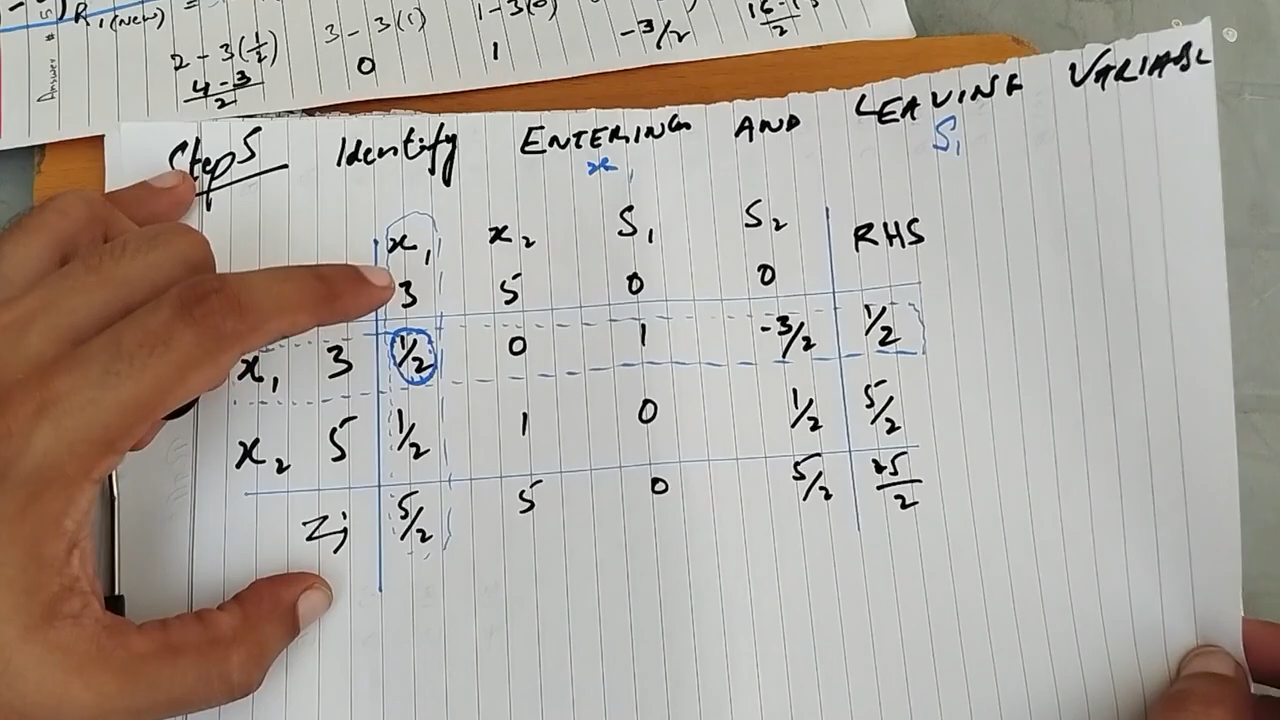 R1(new) =
2-3(1/2) 3-3(1) 1-3(0) -3/2
4-3/2 0 1
Answer #
Step 5 Identify ENTERING AND LEAVING VARIABL
x1 S1
x1 x2 S1 S2 RHS
3 5 0 0
x1 3 1/2 0 1 -3/2 1/2
x2 5 1/2 1 0 1/2 5/2
Zj 5/2 5 0 5/2 25/2